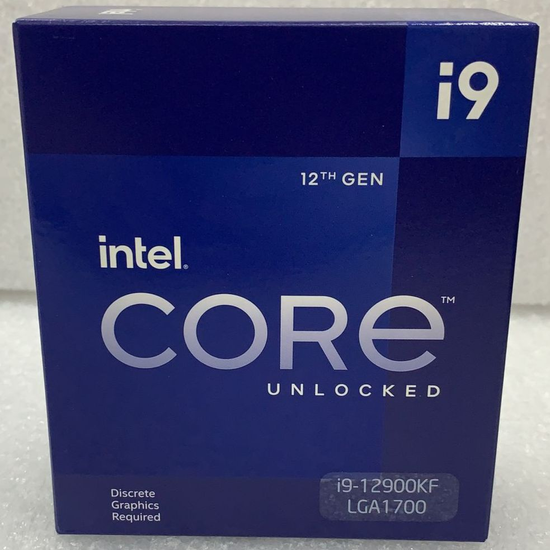 i9
12TH GEN
intel.
CORe™
UNLOCKED
Discrete
Graphics
Required
i9-12900KF
LGA1700